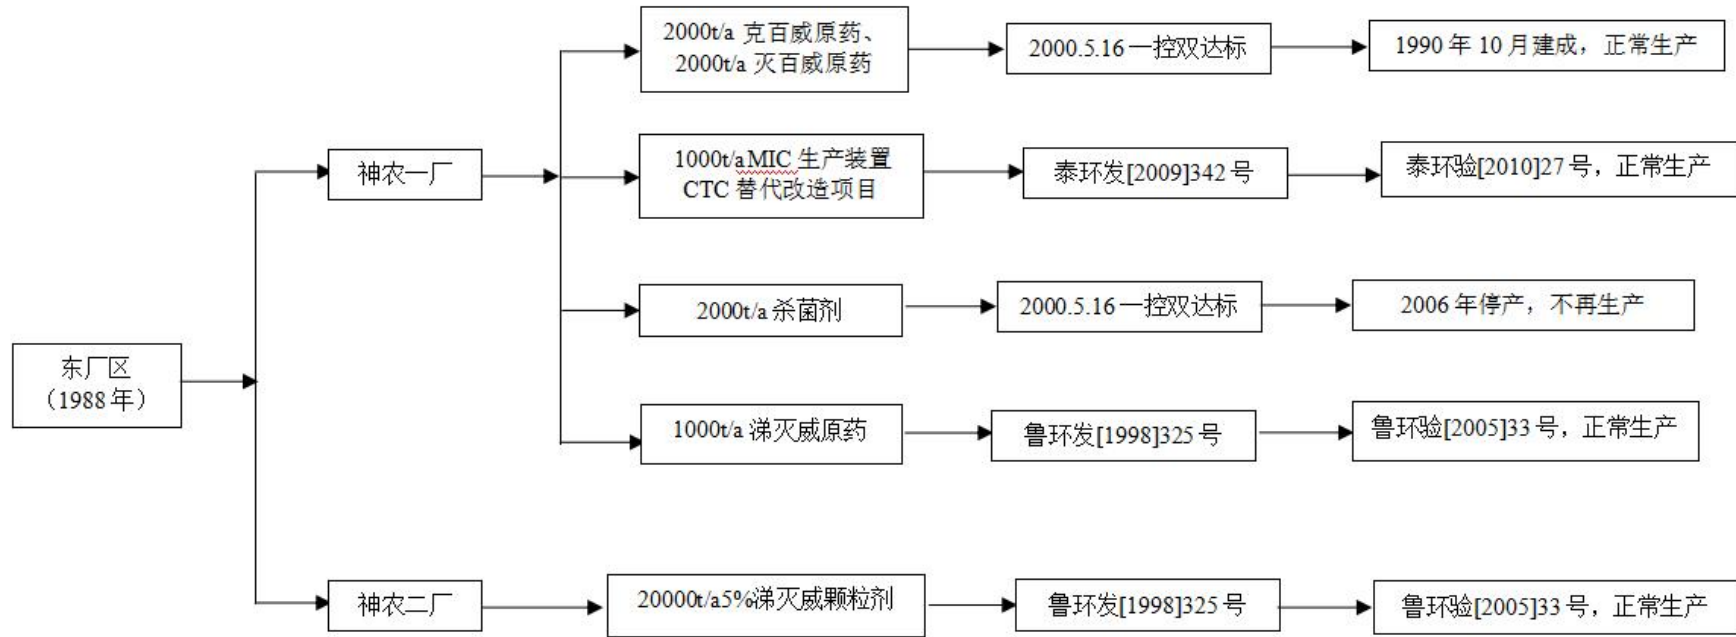 2000t/a 克百威原药、
2000t/a 灭百威原药
2000.5.16 一控双达标
1990 年 10 月建成，正常生产
神农一厂
1000t/aMIC 生产装置
CTC 替代改造项目
泰环发[2009]342 号
泰环验[2010]27 号，正常生产
2000t/a 杀菌剂
2000.5.16 一控双达标
2006 年停产，不再生产
东厂区
（1988 年）
1000t/a 涕灭威原药
鲁环发[1998]325 号
鲁环验[2005]33 号，正常生产
神农二厂
20000t/a5%涕灭威颗粒剂
鲁环发[1998]325 号
鲁环验[2005]33 号，正常生产